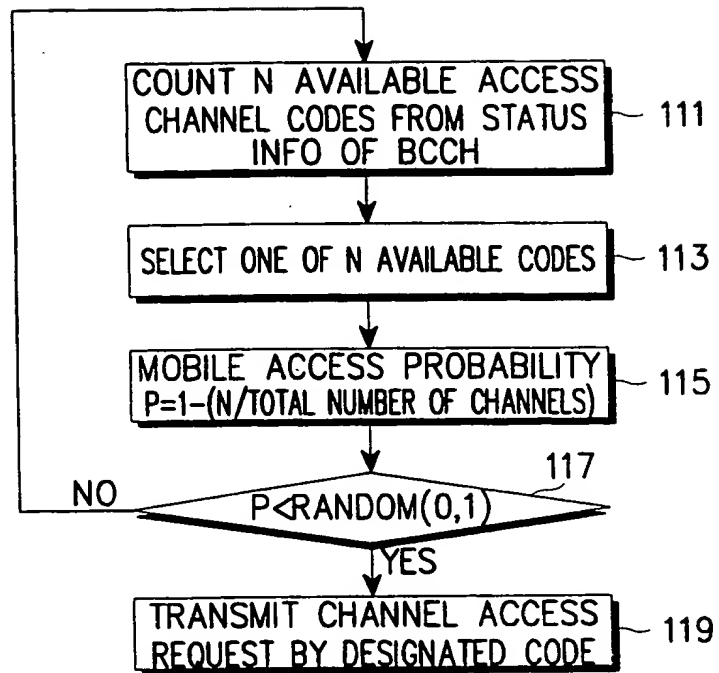 COUNT N AVAILABLE ACCESS
CHANNEL CODES FROM STATUS
INFO OF BCCH
111
SELECT ONE OF N AVAILABLE CODES
113
MOBILE ACCESS PROBABILITY
P=1-(N/TOTAL NUMBER OF CHANNELS)
115
117
NO
P<RANDOM(0,1)
YES
TRANSMIT CHANNEL ACCESS
REQUEST BY DESIGNATED CODE
119